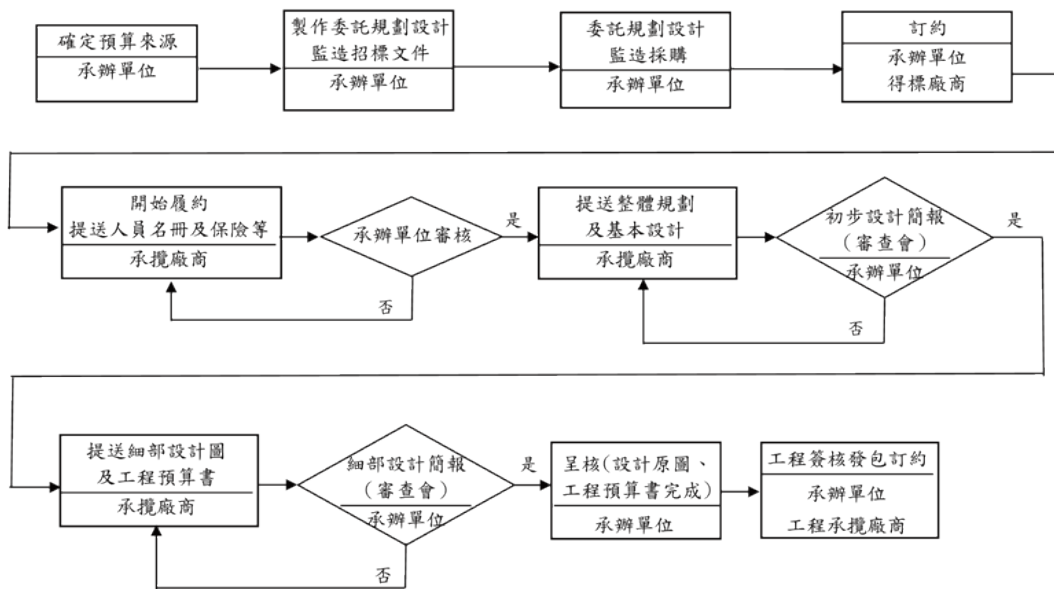 確定預算來源
承辦單位
製作委託規劃設計
監造招標文件
承辦單位
委託規劃設計
監造採購
承辦單位
訂約
承辦單位
得標廠商
開始履約
提送人員名冊及保險等
承攬廠商
承辦單位審核
是
否
提送整體規劃
及基本設計
承攬廠商
初步設計簡報
(審查會)
承辦單位
是
否
提送細部設計圖
及工程預算書
承攬廠商
細部設計簡報
(審查會)
承辦單位
是
否
呈核(設計原圖、
工程預算書完成)
承辦單位
工程簽核發包訂約
承辦單位
工程承攬廠商